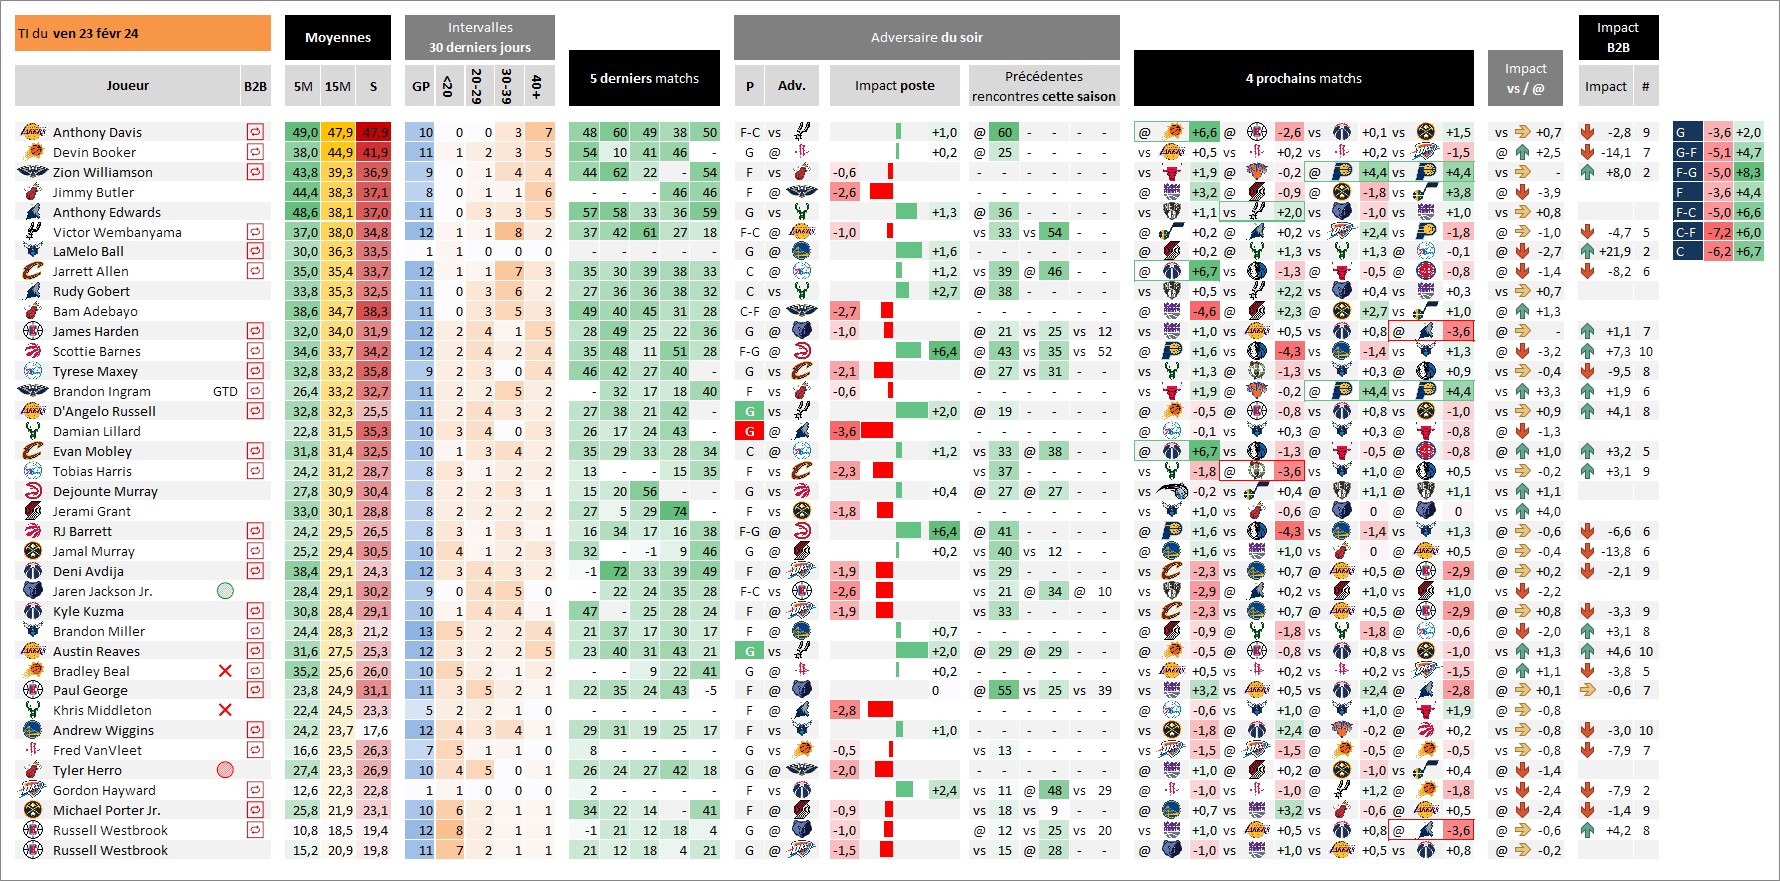 TI du ven 23 févr 24
Moyennes
Intervalles
30 derniers jours
5 derniers matchs
Adversaire du soir
4 prochains matchs
Impact vs / @
Impact B2B
Joueur B2B 5M 15M S GP <20 20-29 30-39 40+ P Adv. Impact poste Précédentes rencontres cette saison Impact #
Anthony Davis 49,0 47,9 47,9 10 0 0 3 7 48 60 49 38 50 F-C vs +1,0 @ 60 - - - - @ +6,6 @ -2,6 vs +0,1 vs +1,5 vs +0,7 -2,8 9 G -3,6 +2,0
Devin Booker 38,0 44,9 41,9 11 1 2 3 5 54 10 41 46 - G @ +0,2 @ 25 - - - - vs +0,5 vs +0,2 vs +0,2 vs -1,5 @ +2,5 -14,1 7 G-F -5,1 +4,7
Zion Williamson 43,8 39,3 36,9 9 0 1 4 4 44 62 22 - 54 F vs -0,6 - - - - - vs +1,9 @ -0,2 @ +4,4 vs +4,4 vs - +8,0 2 F-G -5,0 +8,3
Jimmy Butler 44,4 38,3 37,1 8 0 1 1 6 - - - 46 46 F @ -2,6 - - - - - @ +3,2 @ -0,9 @ -1,8 vs +3,8 @ -3,9 F -3,6 +4,4
Anthony Edwards 48,6 38,1 37,0 11 0 3 3 5 57 58 33 36 59 G vs +1,3 @ 36 - - - - vs +1,1 vs +2,0 vs -1,0 vs +1,0 vs +0,8 F-C -5,0 +6,6
Victor Wembanyama 37,0 38,0 34,8 12 1 1 8 2 37 42 61 27 18 F-C @ -1,0 vs 33 vs 54 - - - @ +0,2 @ +0,2 vs +2,4 vs -1,8 @ -1,0 -4,7 5 C-F -7,2 +6,0
LaMelo Ball 30,0 36,3 33,5 1 1 0 0 0 - - - - - G @ +1,6 - - - - - @ +0,2 @ +1,3 vs +1,3 @ -0,1 @ -2,7 +21,9 2 C -6,2 +6,7
Jarrett Allen 35,0 35,4 33,7 12 1 1 7 3 35 30 39 38 33 C @ +1,2 vs 39 @ 46 - - - @ +6,7 vs -1,3 @ -0,5 @ -0,8 @ -1,4 -8,2 6
Rudy Gobert 33,8 35,3 32,5 11 0 3 6 2 27 36 36 38 32 C vs +2,7 @ 38 - - - - vs +0,5 vs +2,2 vs +0,4 vs +0,3 vs +0,7
Bam Adebayo 38,6 34,7 38,3 11 0 3 5 3 49 40 45 31 28 C-F @ -2,7 - - - - - @ -4,6 @ +2,3 @ +2,7 vs +1,0 @ +1,3
James Harden 32,0 34,0 31,9 12 2 4 1 5 28 49 25 22 36 G @ -1,0 @ 21 vs 25 vs 12 vs +1,0 vs +0,5 vs +0,8 @ -3,6 @ - +1,1 7
Scottie Barnes 34,6 33,7 34,2 12 2 4 2 4 35 48 11 51 28 F-G @ +6,4 @ 43 vs 35 vs 52 @ +1,6 vs -4,3 vs -1,4 vs +1,3 @ -3,2 +7,3 10
Tyrese Maxey 32,8 33,2 35,8 9 2 3 0 4 46 42 27 40 - G vs -2,1 @ 27 vs 31 - - - vs +1,3 @ +1,3 vs +0,3 @ +0,9 vs -0,4 -9,5 8
Brandon Ingram GTD 26,4 33,2 32,7 11 2 2 5 2 - 32 17 18 40 F vs -0,6 - - - - - vs +1,9 @ -0,2 @ +4,4 vs +4,4 vs +3,3 +1,9 6
D'Angelo Russell 32,8 32,3 25,5 11 2 4 3 2 27 38 21 42 - G vs +2,0 @ 19 - - - - @ -0,5 @ -0,8 vs +0,8 vs -1,0 vs +0,9 +4,1 8
Damian Lillard 22,8 31,5 35,3 10 3 4 0 3 26 17 24 43 - G @ -3,6 - - - - - @ -0,1 vs +0,3 @ +0,3 @ -0,8 @ -1,3
Evan Mobley 31,8 31,4 32,5 10 1 3 4 2 35 29 33 28 34 C @ +1,2 vs 33 @ 38 - - - @ +6,7 vs -1,3 @ -0,5 @ -0,8 @ +1,0 +3,2 5
Tobias Harris 24,2 31,2 28,7 8 3 1 2 2 13 - - 15 35 F vs -2,3 vs 37 - - - - vs -1,8 @ -3,6 vs +1,0 @ +0,5 vs -0,2 +3,1 9
Dejounte Murray 27,8 30,9 30,4 8 2 2 3 1 15 20 56 - - G vs +0,4 @ 27 @ 27 - - - vs -0,2 vs +0,4 @ +1,1 @ +1,1 vs +1,1
Jerami Grant 33,0 30,1 28,8 8 2 2 2 2 27 5 29 74 - F vs -1,8 - - - - - vs +1,0 vs -0,6 @ 0 @ 0 vs +4,0
RJ Barrett 24,2 29,5 26,5 8 3 1 3 1 16 34 17 16 38 F-G @ +6,4 @ 41 - - - - @ +1,6 vs -4,3 vs -1,4 vs +1,3 @ -0,6 -6,6 6
Jamal Murray 25,2 29,4 30,5 10 4 1 2 3 32 - -1 9 46 G @ +0,2 vs 40 vs 12 - - - @ +1,6 vs +1,0 vs 0 @ +0,5 @ -0,4 -13,8 6
Deni Avdija 38,4 29,1 24,3 12 3 4 3 2 -1 72 33 39 49 F @ -1,9 vs 29 - - - - vs -2,3 vs +0,7 @ +0,5 @ -2,9 @ +0,2 -2,1 9
Jaren Jackson Jr. 28,4 29,1 30,2 9 0 4 5 0 - 22 24 35 28 F-C vs -2,6 vs 21 @ 34 @ 10 vs -2,9 @ +0,2 vs +1,0 vs +1,0 vs -2,2
Kyle Kuzma 30,8 28,4 29,1 10 2 4 2 2 47 - 25 28 24 F @ -1,9 vs 33 - - - - vs -2,3 vs +0,7 @ +0,5 @ -2,9 @ +0,8 -3,3 9
Brandon Miller 24,4 28,3 21,2 13 5 2 2 4 21 37 17 30 17 F @ +0,7 - - - - - @ -0,9 @ -1,8 vs -1,8 @ -0,6 @ -2,0 +3,1 8
Austin Reaves 31,6 27,5 25,3 12 3 2 2 5 23 40 31 43 21 G vs +2,0 @ 29 @ 29 - - - @ -0,5 @ -0,8 vs +0,8 vs -1,0 vs +1,3 +4,6 10
Bradley Beal 35,2 25,6 26,0 10 5 2 1 2 - - 9 22 41 G @ +0,2 - - - - - vs +0,5 vs +0,2 vs +0,2 vs -1,5 @ +1,1 -3,8 5
Paul George 23,8 24,9 31,1 11 3 5 2 1 22 35 24 43 -5 F @ 0 @ 55 vs 25 vs 39 vs +3,2 vs +0,5 vs +2,4 @ -2,8 @ +0,1 -0,6 7
Khris Middleton 22,4 24,5 23,3 5 2 2 1 0 - - - - - F @ -2,8 - - - - - @ -0,6 vs +1,0 @ +1,0 @ +1,9 @ -0,8
Andrew Wiggins 24,2 23,7 17,6 12 4 3 4 1 29 31 19 25 17 F vs +1,0 - - - - - vs -1,8 @ +2,4 @ -0,2 @ +0,2 vs -0,8 -3,0 10
Fred VanVleet 16,6 23,5 26,3 7 5 1 1 0 8 - - - - G vs -0,5 vs 13 - - - - vs -1,5 @ -1,5 @ -0,5 @ -0,5 vs -0,8 -7,9 7
Tyler Herro 27,4 23,3 26,9 10 4 5 0 1 26 24 27 42 18 G @ -2,0 - - - - - @ +1,0 @ +0,2 @ -1,0 vs +0,4 @ -1,4
Gordon Hayward 12,6 22,3 22,8 1 1 0 0 0 2 - - - - F vs +2,4 vs 11 @ 48 vs 29 @ -1,0 vs -1,0 @ +1,2 @ -1,8 vs -2,4 -7,9 2
Michael Porter Jr. 25,8 21,9 23,1 10 6 2 1 1 34 22 14 - 41 F @ -0,9 vs 18 vs 9 - - - @ +0,7 vs +3,2 vs -0,6 @ +0,5 @ -2,4 -1,4 9
Russell Westbrook 10,8 18,5 19,4 12 8 2 1 1 -1 21 12 18 4 G @ -1,0 @ 12 vs 25 vs 20 vs +1,0 vs +0,5 vs +0,8 @ -3,6 @ -0,6 +4,2 8
Russell Westbrook 15,2 20,9 19,8 11 7 2 1 1 21 12 18 4 21 G @ -1,5 vs 15 @ 28 - - - @ -1,0 vs +1,0 vs +0,5 vs +0,8 @ -0,2